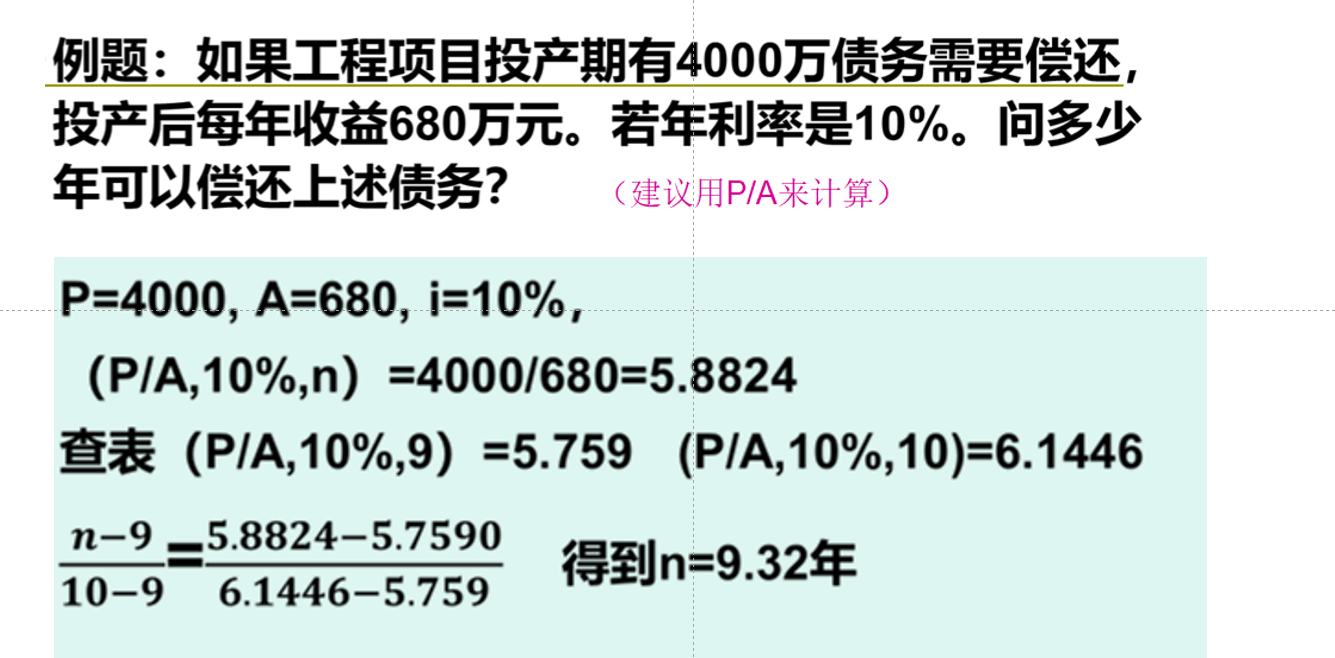 例题：如果工程项目投产期有4000万债务需要偿还，
投产后每年收益680万元。若年利率是10%。问多少
年可以偿还上述债务？ （建议用P/A来计算）
P=4000, A=680, i=10%，
（P/A,10%,n）=4000/680=5.8824
查表（P/A,10%,9）=5.759 (P/A,10%,10)=6.1446
n−9/10−9=5.8824−5.7590/6.1446−5.759 得到n=9.32年